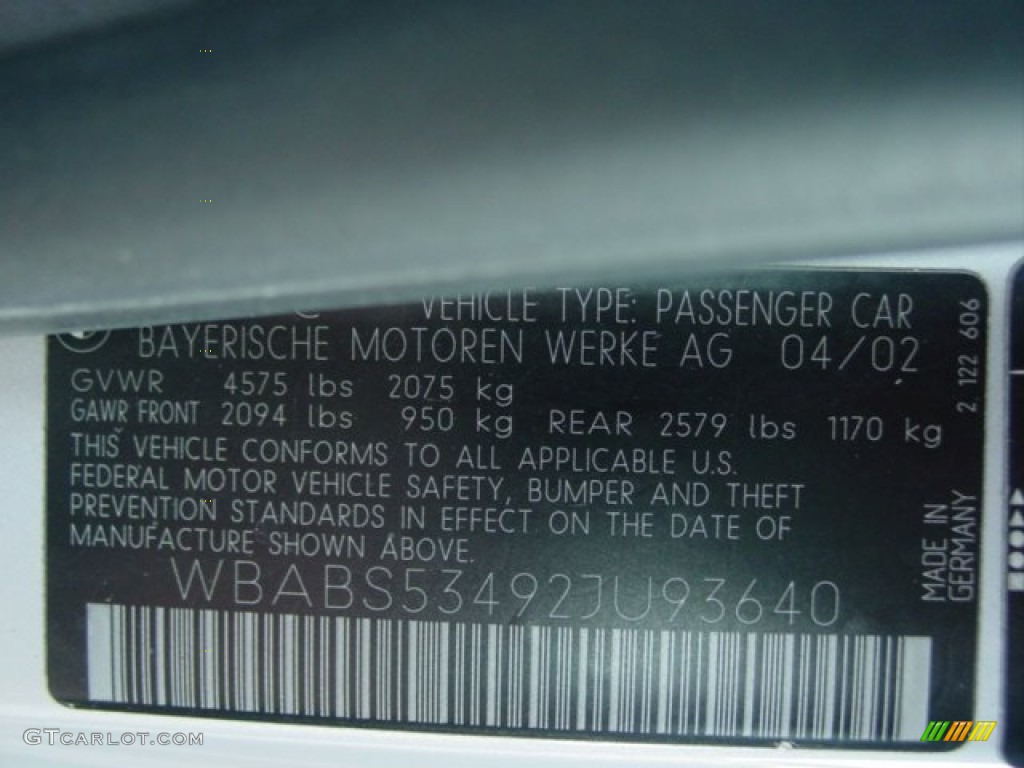 VEHICLE TYPE: PASSENGER CAR
BAYERISCHE MOTOREN WERKE AG 04/02
GVWR 4575 lbs 2075 kg
GAWR FRONT 2094 lbs 950 kg REAR 2579 lbs 1170 kg
THIS VEHICLE CONFORMS TO ALL APPLICABLE U.S.
FEDERAL MOTOR VEHICLE SAFETY, BUMPER AND THEFT
PREVENTION STANDARDS IN EFFECT ON THE DATE OF
MANUFACTURE SHOWN ABOVE.
WBABS53492JU93640
2 122 606
MADE IN
GERMANY
GTCARLOT.COM